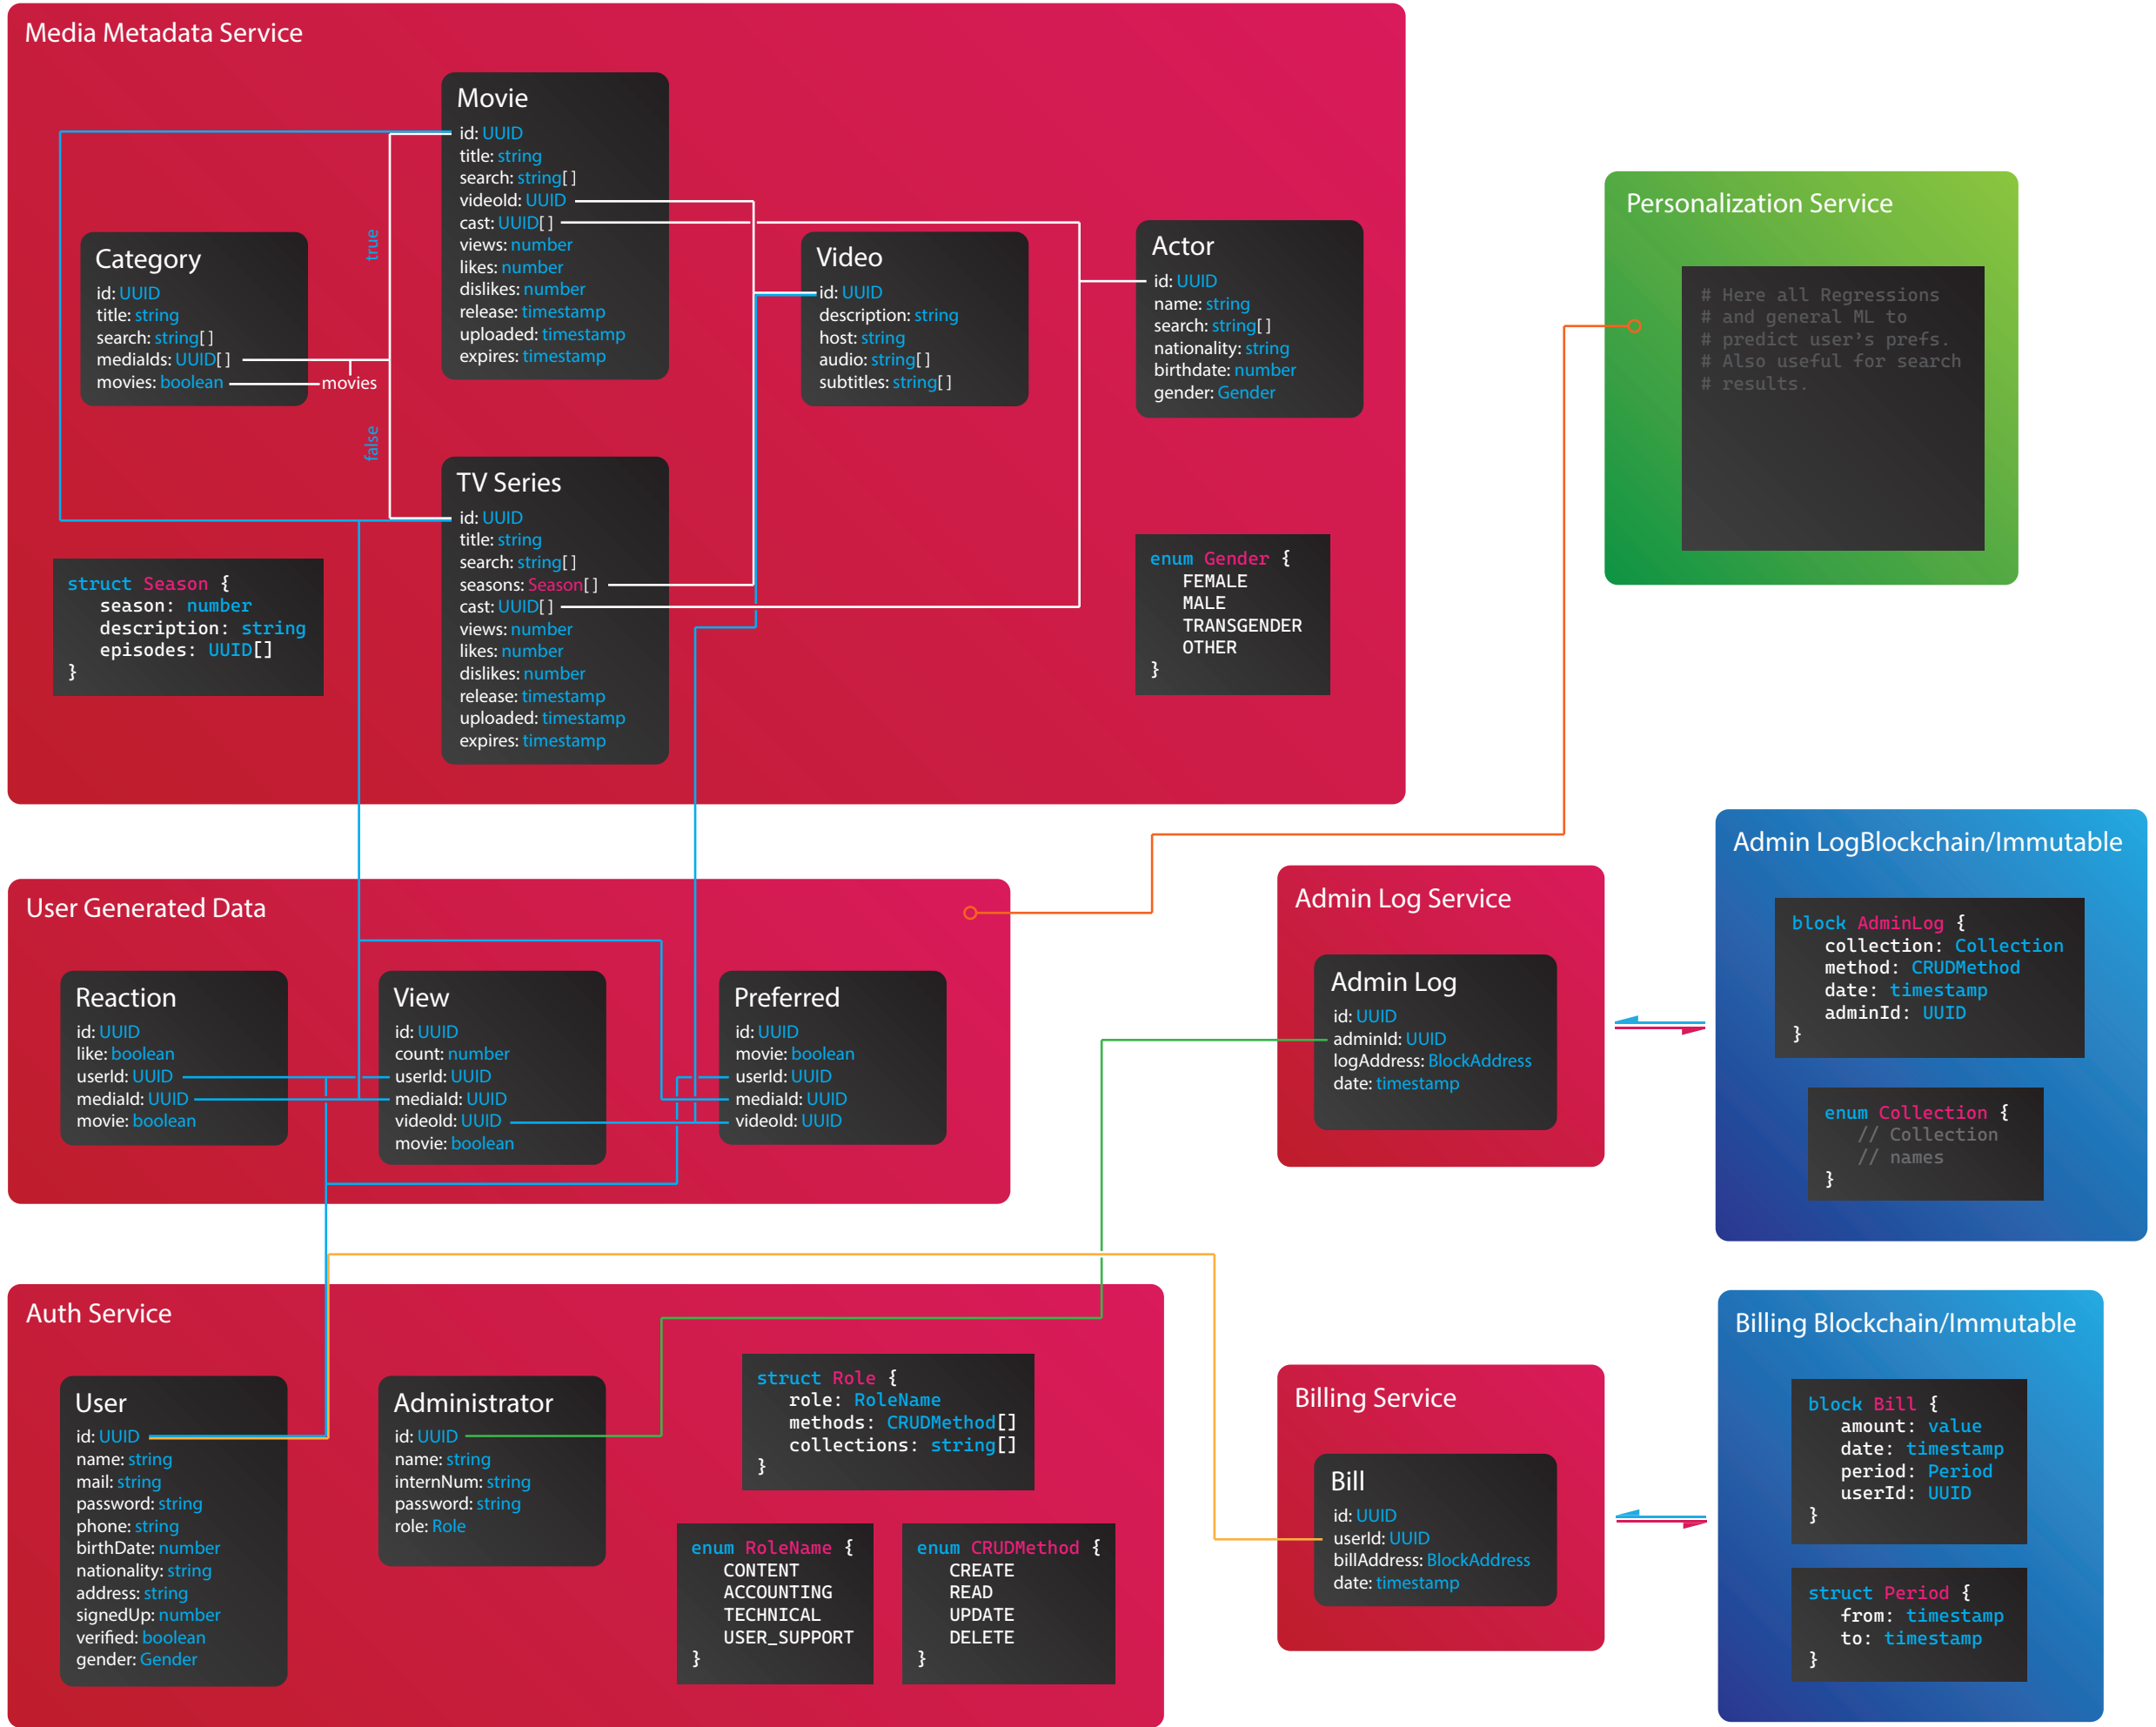 Media Metadata Service
Movie
id: UUID
title: string
search: string[ ]
videoId: UUID
cast: UUID[ ]
views: number
likes: number
dislikes: number
release: timestamp
uploaded: timestamp
expires: timestamp
Category
id: UUID
title: string
search: string[ ]
mediaIds: UUID[ ]
movies: boolean
movies
true
false
Video
id: UUID
description: string
host: string
audio: string[ ]
subtitles: string[ ]
Actor
id: UUID
name: string
search: string[ ]
nationality: string
birthdate: number
gender: Gender
TV Series
id: UUID
title: string
search: string[ ]
seasons: Season[ ]
cast: UUID[ ]
views: number
likes: number
dislikes: number
release: timestamp
uploaded: timestamp
expires: timestamp
struct Season {
season: number
description: string
episodes: UUID[]
}
enum Gender {
FEMALE
MALE
TRANSGENDER
OTHER
}
Personalization Service
# Here all Regressions
# and general ML to
# predict user's prefs.
# Also useful for search
# results.
User Generated Data
Reaction
id: UUID
like: boolean
userId: UUID
mediaId: UUID
movie: boolean
View
id: UUID
count: number
userId: UUID
mediaId: UUID
videoId: UUID
movie: boolean
Preferred
id: UUID
movie: boolean
userId: UUID
mediaId: UUID
videoId: UUID
Admin Log Service
Admin Log
id: UUID
adminId: UUID
logAddress: BlockAddress
date: timestamp
Admin LogBlockchain/Immutable
block AdminLog {
collection: Collection
method: CRUDMethod
date: timestamp
adminId: UUID
}
enum Collection {
// Collection
// names
}
Auth Service
User
id: UUID
name: string
mail: string
password: string
phone: string
birthDate: number
nationality: string
address: string
signedUp: number
verified: boolean
gender: Gender
Administrator
id: UUID
name: string
internNum: string
password: string
role: Role
struct Role {
role: RoleName
methods: CRUDMethod[]
collections: string[]
}
enum RoleName {
CONTENT
ACCOUNTING
TECHNICAL
USER_SUPPORT
}
enum CRUDMethod {
CREATE
READ
UPDATE
DELETE
}
Billing Service
Bill
id: UUID
userId: UUID
billAddress: BlockAddress
date: timestamp
Billing Blockchain/Immutable
block Bill {
amount: value
date: timestamp
period: Period
userId: UUID
}
struct Period {
from: timestamp
to: timestamp
}